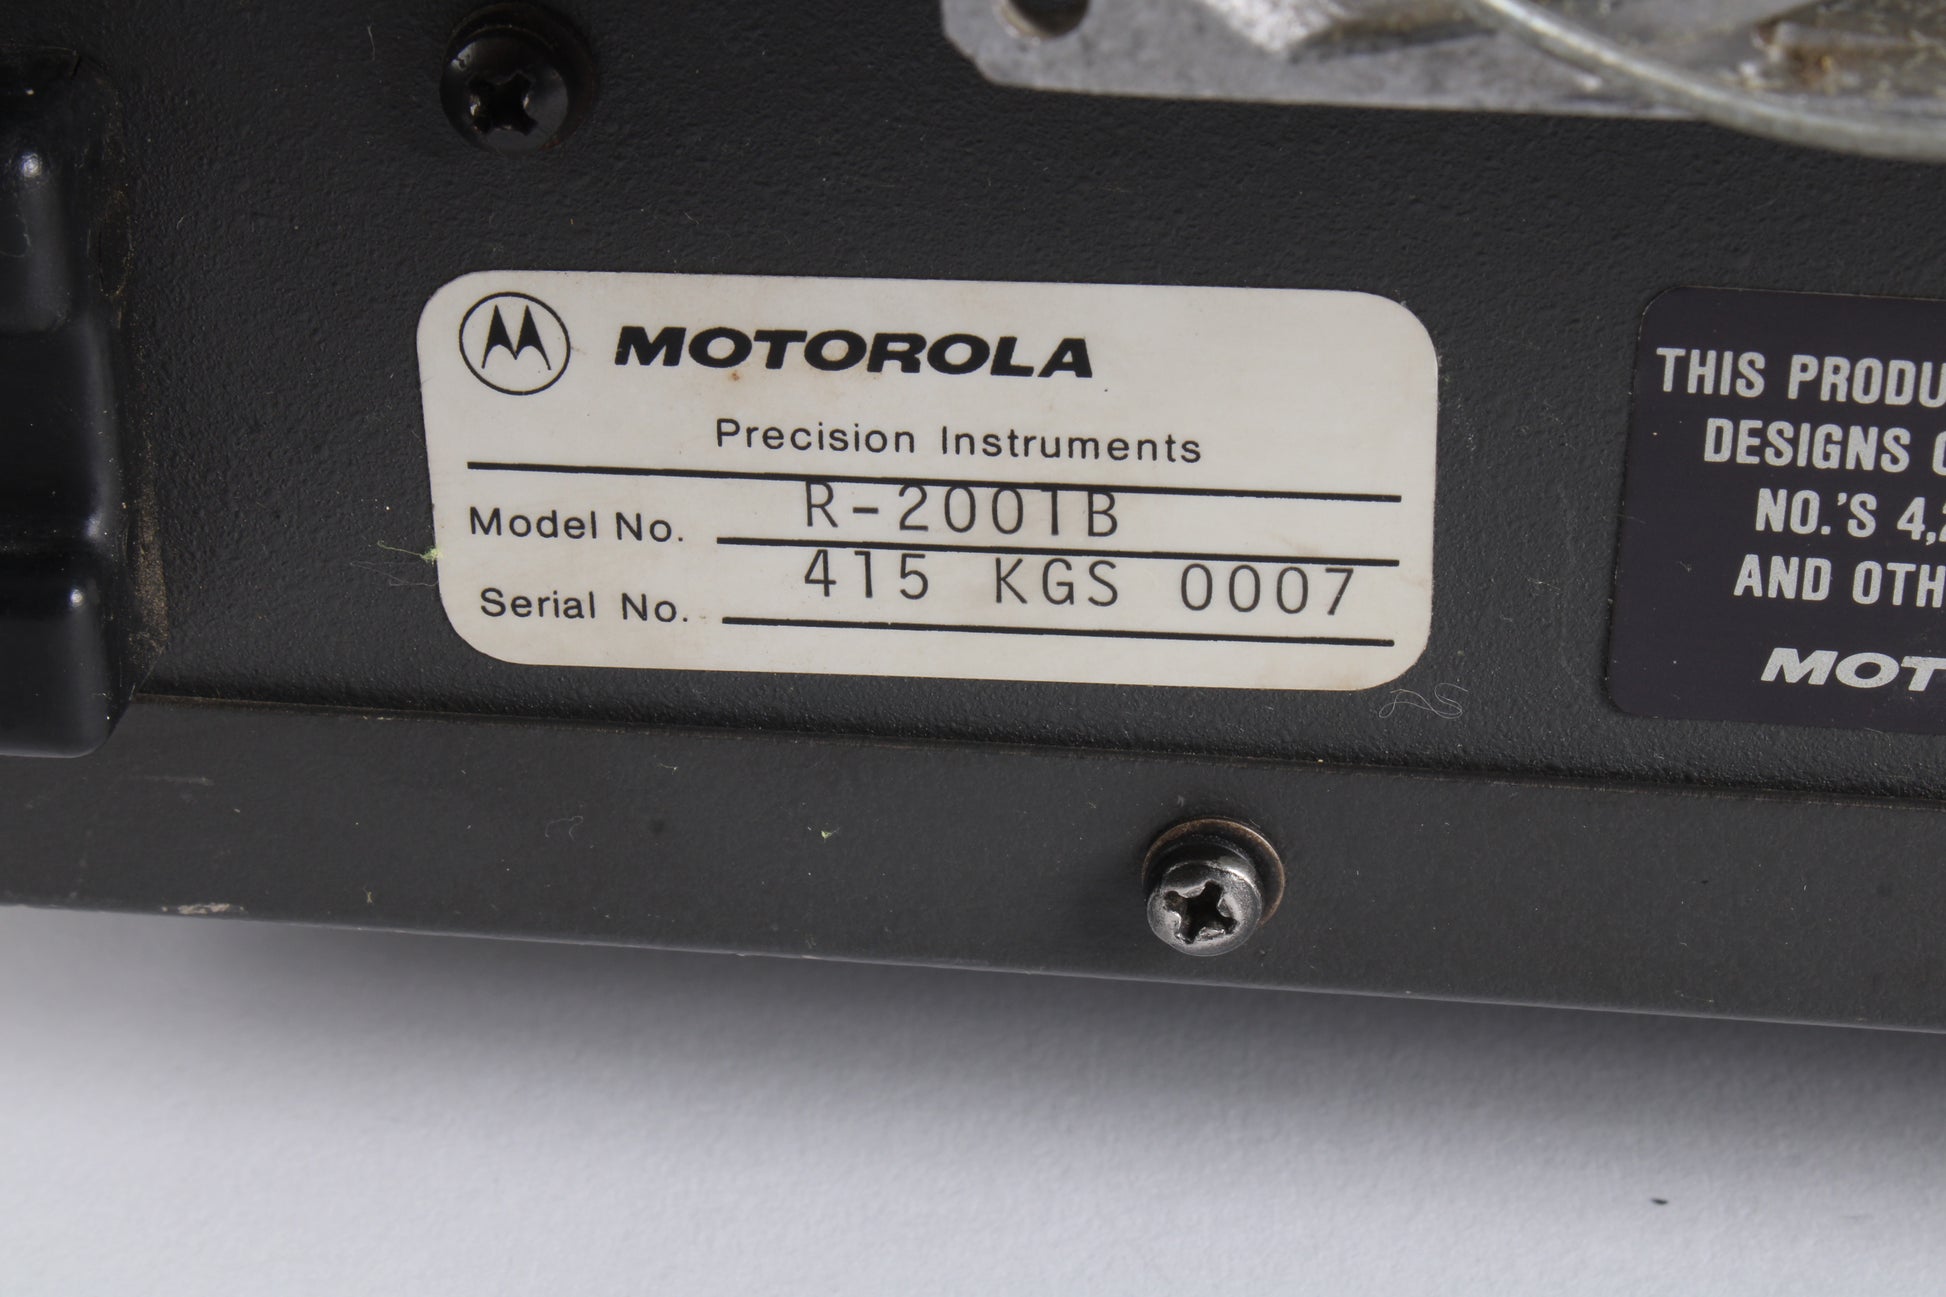 MOTOROLA
Precision Instruments
Model No. R-2001B
Serial No. 415 KGS 0007
THIS PRODU
DESIGNS
NO.'S 4,
AND OTH
MOT